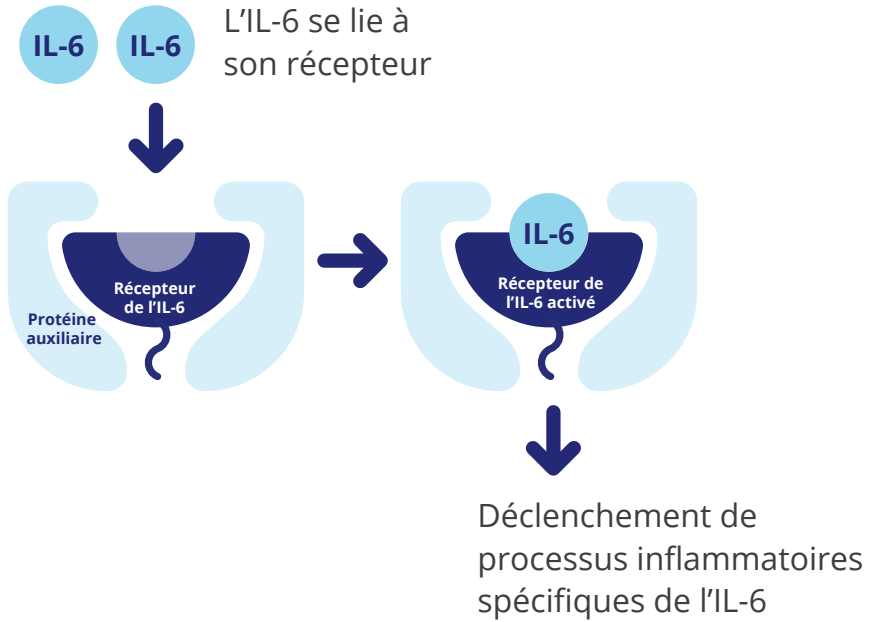 IL-6 IL-6
L’IL-6 se lie à
son récepteur
Récepteur
de l’IL-6
Protéine
auxiliaire
IL-6
Récepteur de
l’IL-6 activé
Déclenchement de
processus inflammatoires
spécifiques de l’IL-6